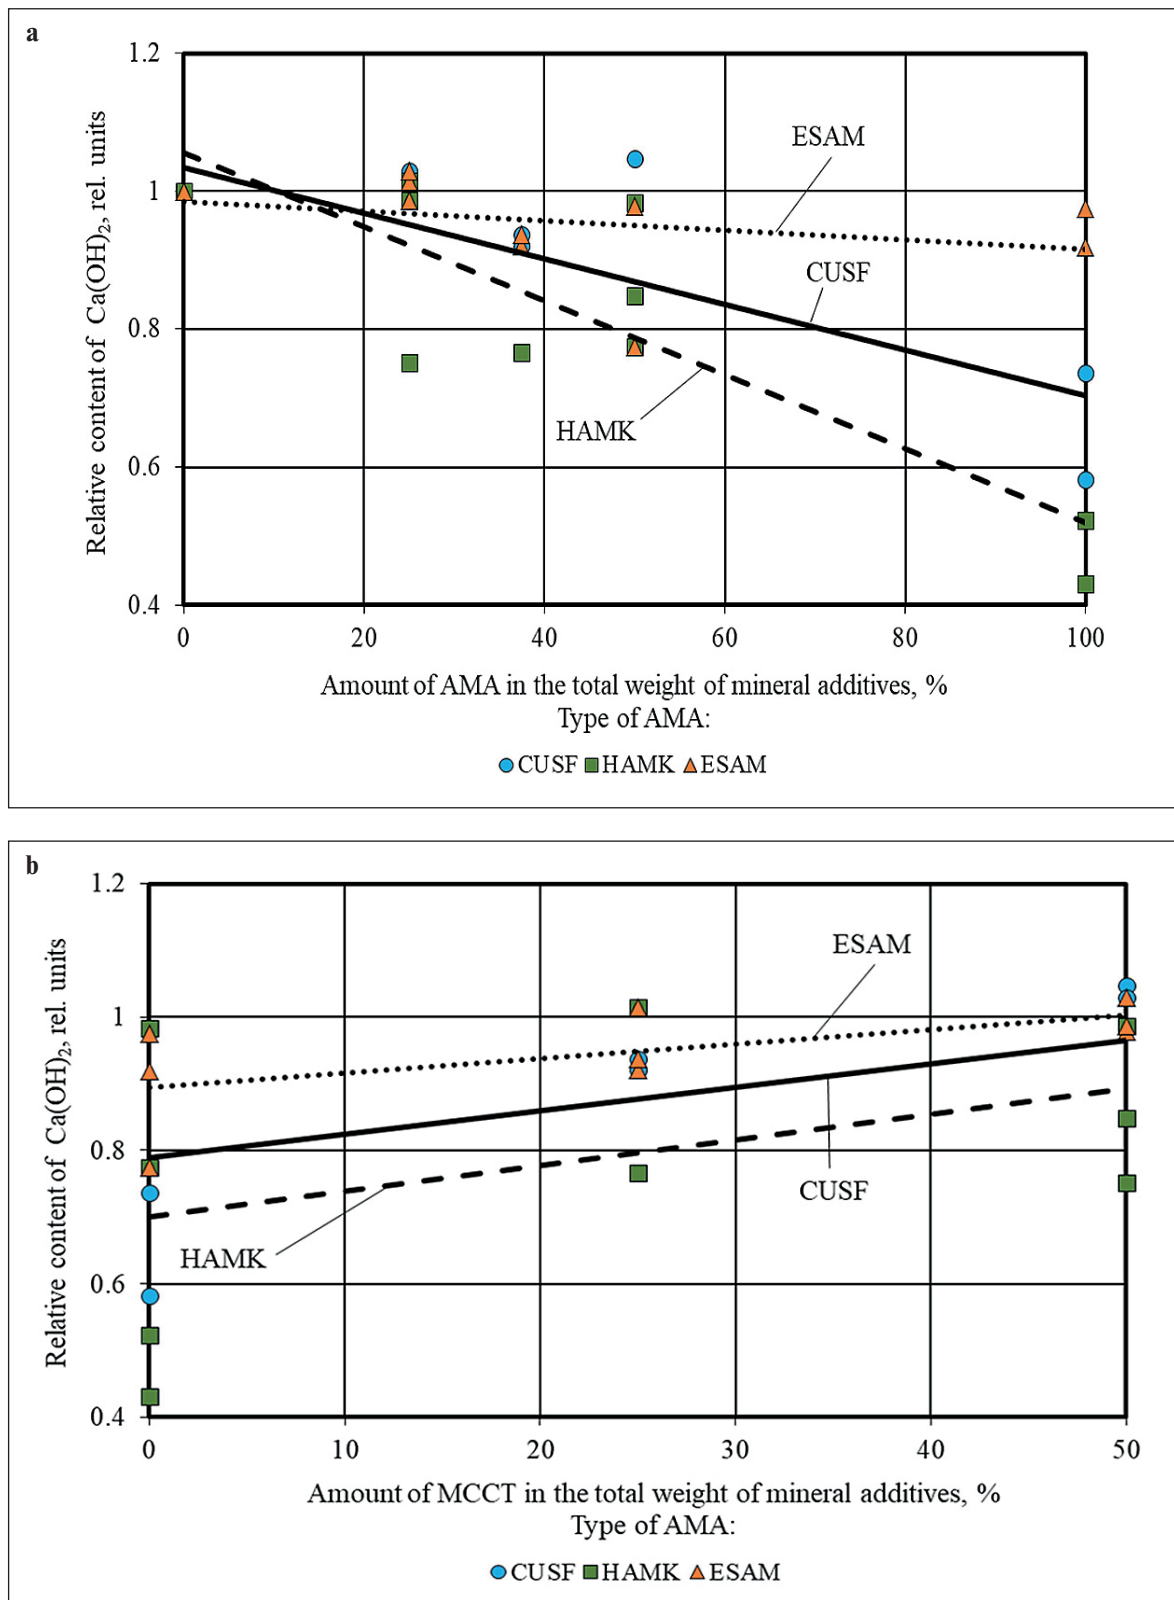 a
1.2
1
0.8
0.6
0.4
Relative content of Ca(OH)₂, rel. units
ESAM
CUSF
HAMK
0 20 40 60 80 100
Amount of AMA in the total weight of mineral additives, %
Type of AMA:
CUSF HAMK ESAM
b
1.2
1
0.8
0.6
0.4
Relative content of Ca(OH)₂, rel. units
ESAM
CUSF
HAMK
0 10 20 30 40 50
Amount of MCCT in the total weight of mineral additives, %
Type of AMA:
CUSF HAMK ESAM